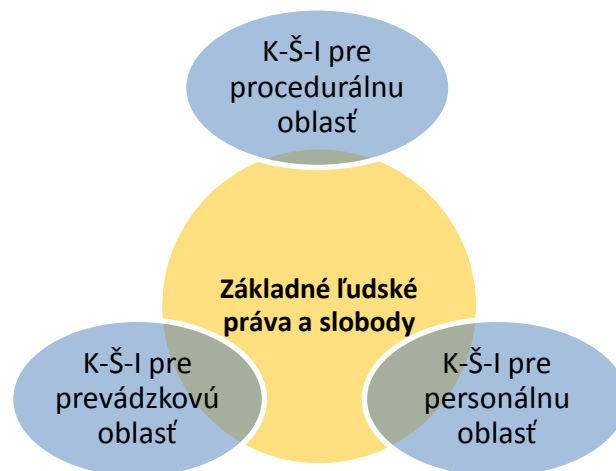 K-Š-I pre
procedurálnu
oblasť
Základné ľudské
práva a slobody
K-Š-I pre
prevádzkovú
oblasť
K-Š-I pre
personálnu
oblasť